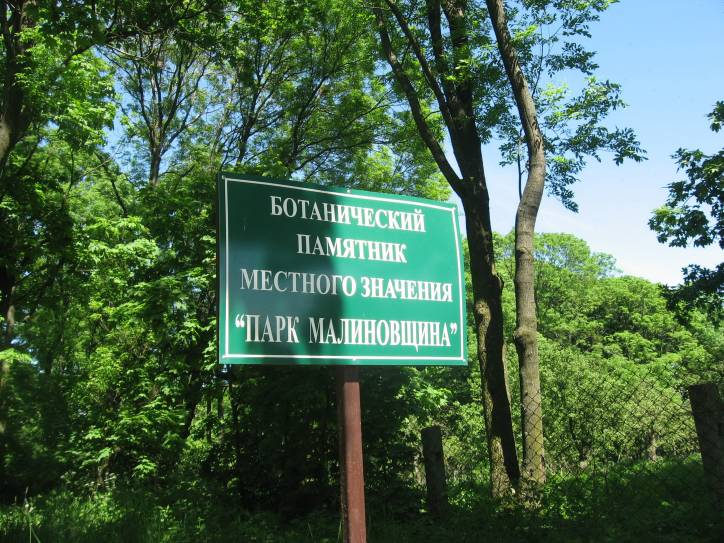 БОТАНИЧЕСКИЙ
ПАМЯТНИК
МЕСТНОГО ЗНАЧЕНИЯ
“ПАРК МАЛИНОВЩИНА”